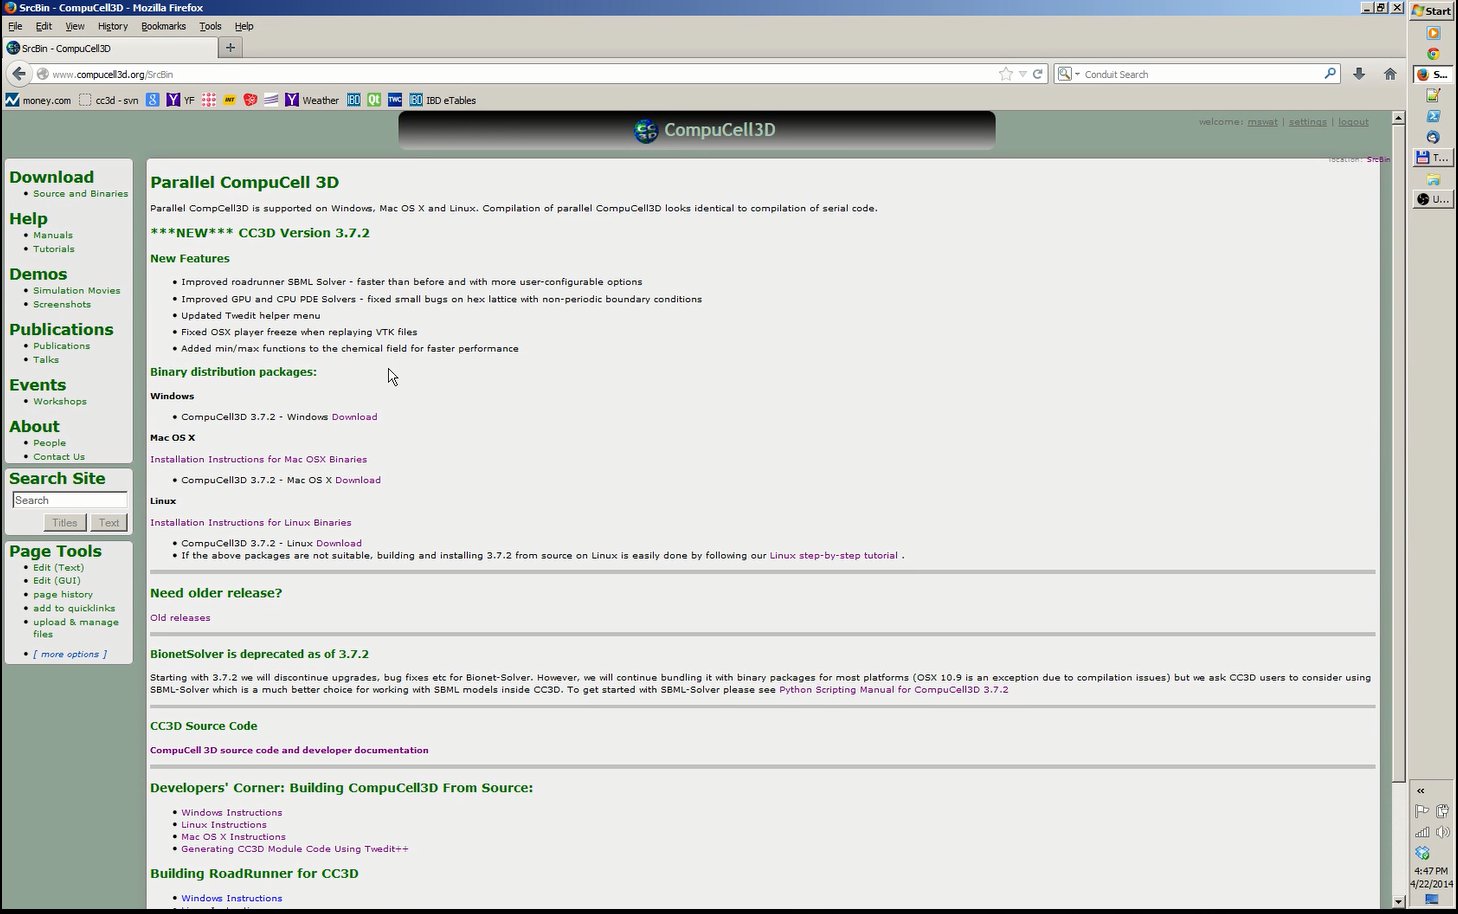 SrcBin - CompuCell3D - Mozilla Firefox
File Edit View History Bookmarks Tools Help
SrcBin - CompuCell3D
www.compucell3d.org/SrcBin
Conduit Search
money.com cc3d - svn YF Weather IBD eTables
CompuCell3D
welcome: mswat | settings | logout
location: SrcBin
Download
Source and Binaries
Help
Manuals
Tutorials
Demos
Simulation Movies
Screenshots
Publications
Publications
Talks
Events
Workshops
About
People
Contact Us
Search Site
Search
Titles Text
Page Tools
Edit (Text)
Edit (GUI)
page history
add to quicklinks
upload & manage
files
[ more options ]
Parallel CompuCell 3D
Parallel CompCell3D is supported on Windows, Mac OS X and Linux. Compilation of parallel CompuCell3D looks identical to compilation of serial code.
***NEW*** CC3D Version 3.7.2
New Features
Improved roadrunner SBML Solver - faster than before and with more user-configurable options
Improved GPU and CPU PDE Solvers - fixed small bugs on hex lattice with non-periodic boundary conditions
Updated Twedit helper menu
Fixed OSX player freeze when replaying VTK files
Added min/max functions to the chemical field for faster performance
Binary distribution packages:
Windows
CompuCell3D 3.7.2 - Windows Download
Mac OS X
Installation Instructions for Mac OSX Binaries
CompuCell3D 3.7.2 - Mac OS X Download
Linux
Installation Instructions for Linux Binaries
CompuCell3D 3.7.2 - Linux Download
If the above packages are not suitable, building and installing 3.7.2 from source on Linux is easily done by following our Linux step-by-step tutorial .
Need older release?
Old releases
BionetSolver is deprecated as of 3.7.2
Starting with 3.7.2 we will discontinue upgrades, bug fixes etc for Bionet-Solver. However, we will continue bundling it with binary packages for most platforms (OSX 10.9 is an exception due to compilation issues) but we ask CC3D users to consider using
SBML-Solver which is a much better choice for working with SBML models inside CC3D. To get started with SBML-Solver please see Python Scripting Manual for CompuCell3D 3.7.2
CC3D Source Code
CompuCell 3D source code and developer documentation
Developers' Corner: Building CompuCell3D From Source:
Windows Instructions
Linux Instructions
Mac OS X Instructions
Generating CC3D Module Code Using Twedit++
Building RoadRunner for CC3D
Windows Instructions
Start
S...
T...
U...
4:47 PM
4/22/2014